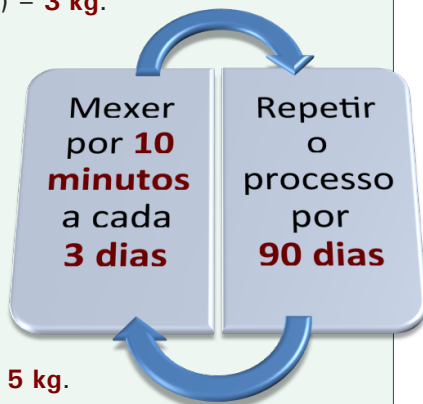 ) – 3 kg.
Mexer
por 10
minutos
a cada
3 dias
Repetir
o
processo
por
90 dias
5 kg.